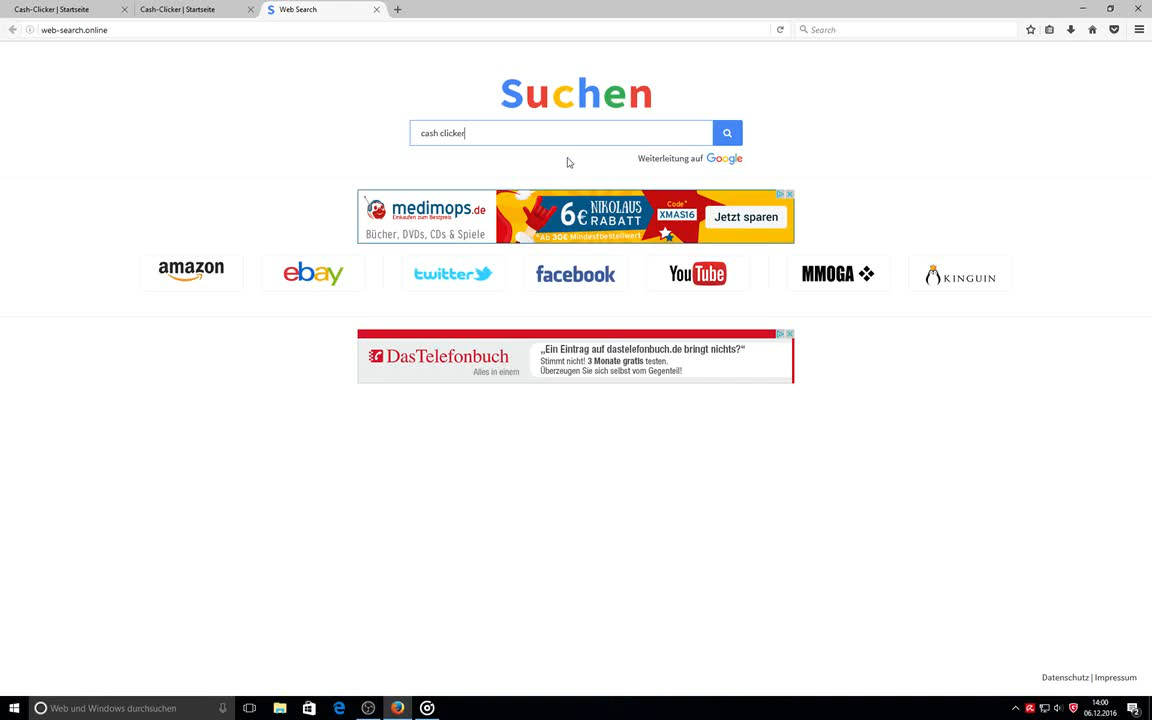 Cash-Clicker | Startseite
Cash-Clicker | Startseite
Web Search
web-search.online
Search
Suchen
cash clicker
Weiterleitung auf Google
medimops.de
Einkaufen zum Bestpreis
Bücher, DVDs, CDs & Spiele
6€ NIKOLAUS RABATT
*Ab 30€ Mindestbestellwert
Code*
XMAS16
Jetzt sparen
amazon
ebay
twitter
facebook
YouTube
MMOGA
KINGUIN
DasTelefonbuch
Alles in einem
„Ein Eintrag auf dastelefonbuch.de bringt nichts?“
Stimmt nicht! 3 Monate gratis testen.
Überzeugen Sie sich selbst vom Gegenteil!
Datenschutz | Impressum
Web und Windows durchsuchen
14:00
06.12.2016
2